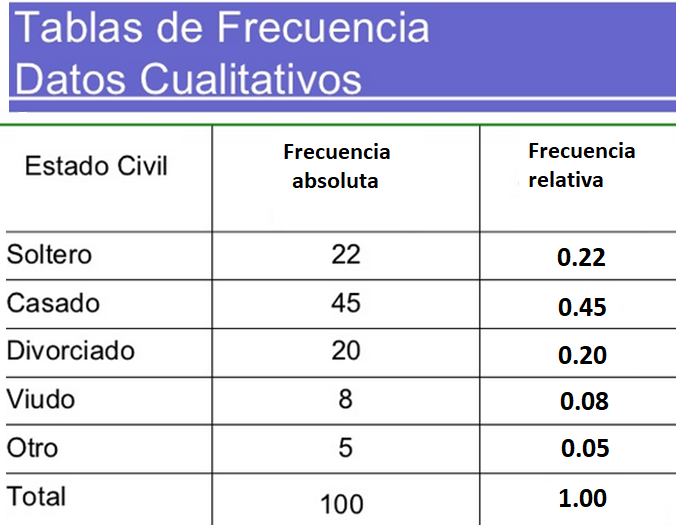 Tablas de Frecuencia
Datos Cualitativos
Estado Civil Frecuencia absoluta Frecuencia relativa
Soltero 22 0.22
Casado 45 0.45
Divorciado 20 0.20
Viudo 8 0.08
Otro 5 0.05
Total 100 1.00